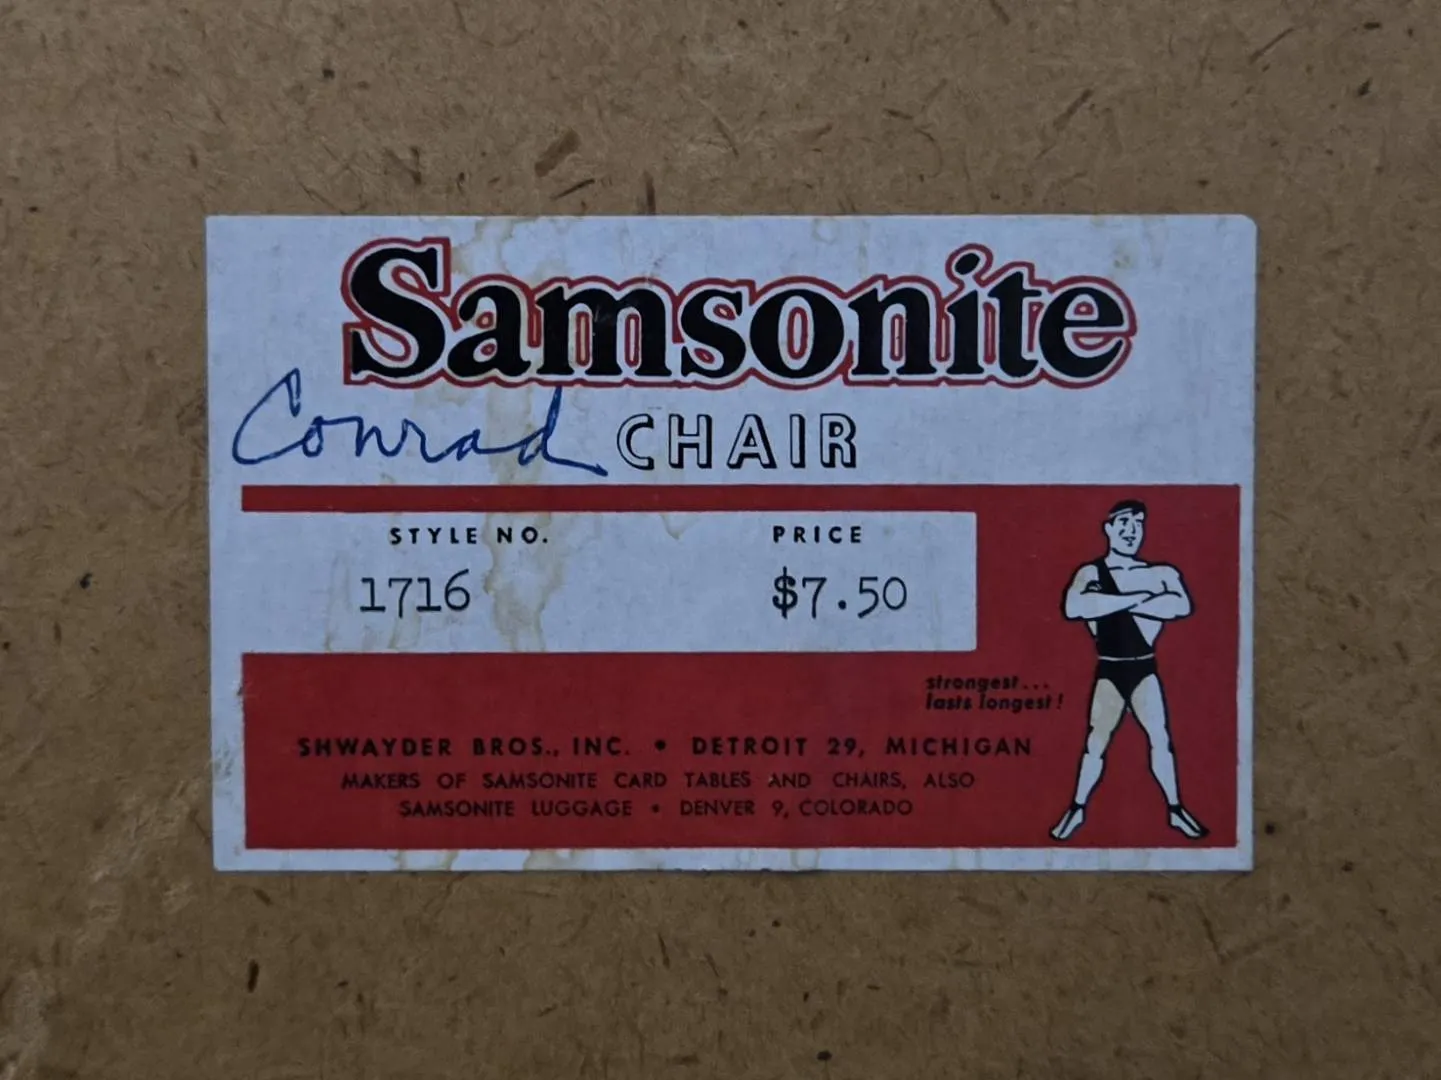 Samsonite
Conrad CHAIR
STYLE NO. PRICE
1716 $7.50
strongest...
lasts longest!
SHWAYDER BROS., INC. • DETROIT 29, MICHIGAN
MAKERS OF SAMSONITE CARD TABLES AND CHAIRS, ALSO
SAMSONITE LUGGAGE • DENVER 9, COLORADO